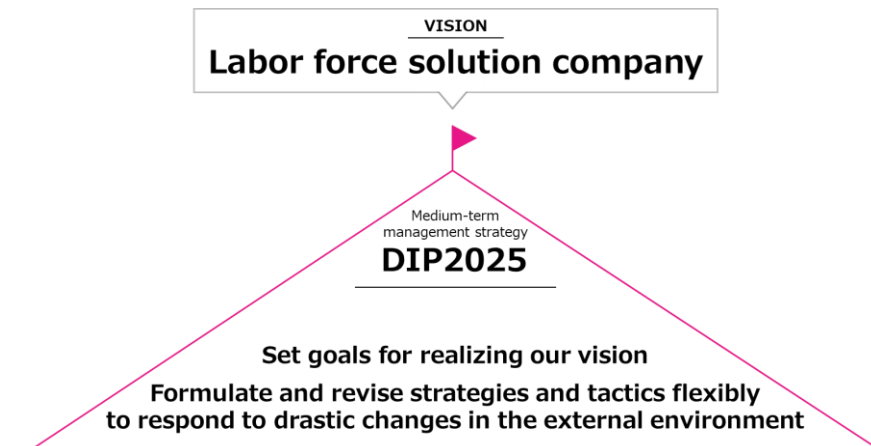 VISION
Labor force solution company
Medium-term
management strategy
DIP2025
Set goals for realizing our vision
Formulate and revise strategies and tactics flexibly
to respond to drastic changes in the external environment